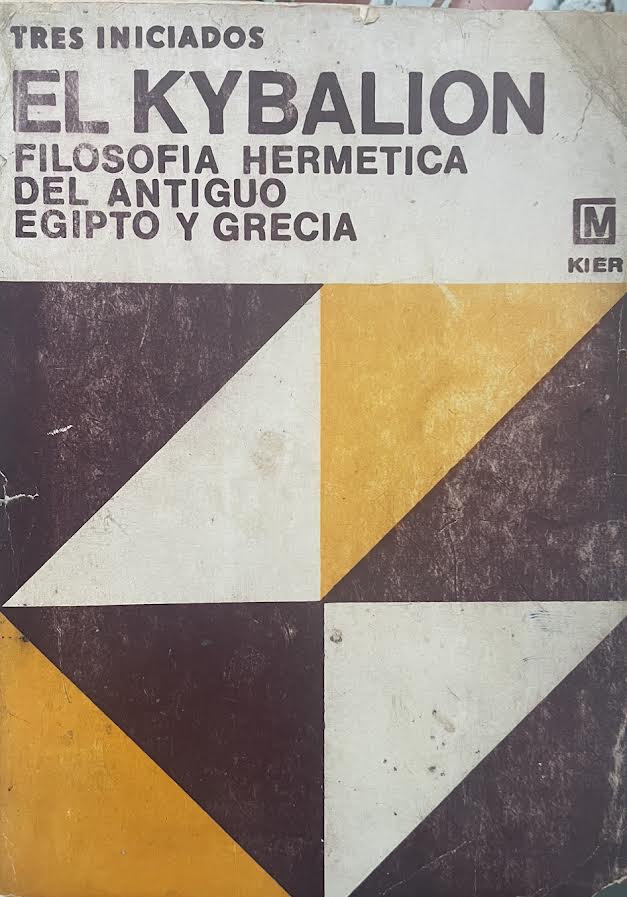 TRES INICIADOS
EL KYBALION
FILOSOFIA HERMETICA
DEL ANTIGUO
EGIPTO Y GRECIA
M
KIER